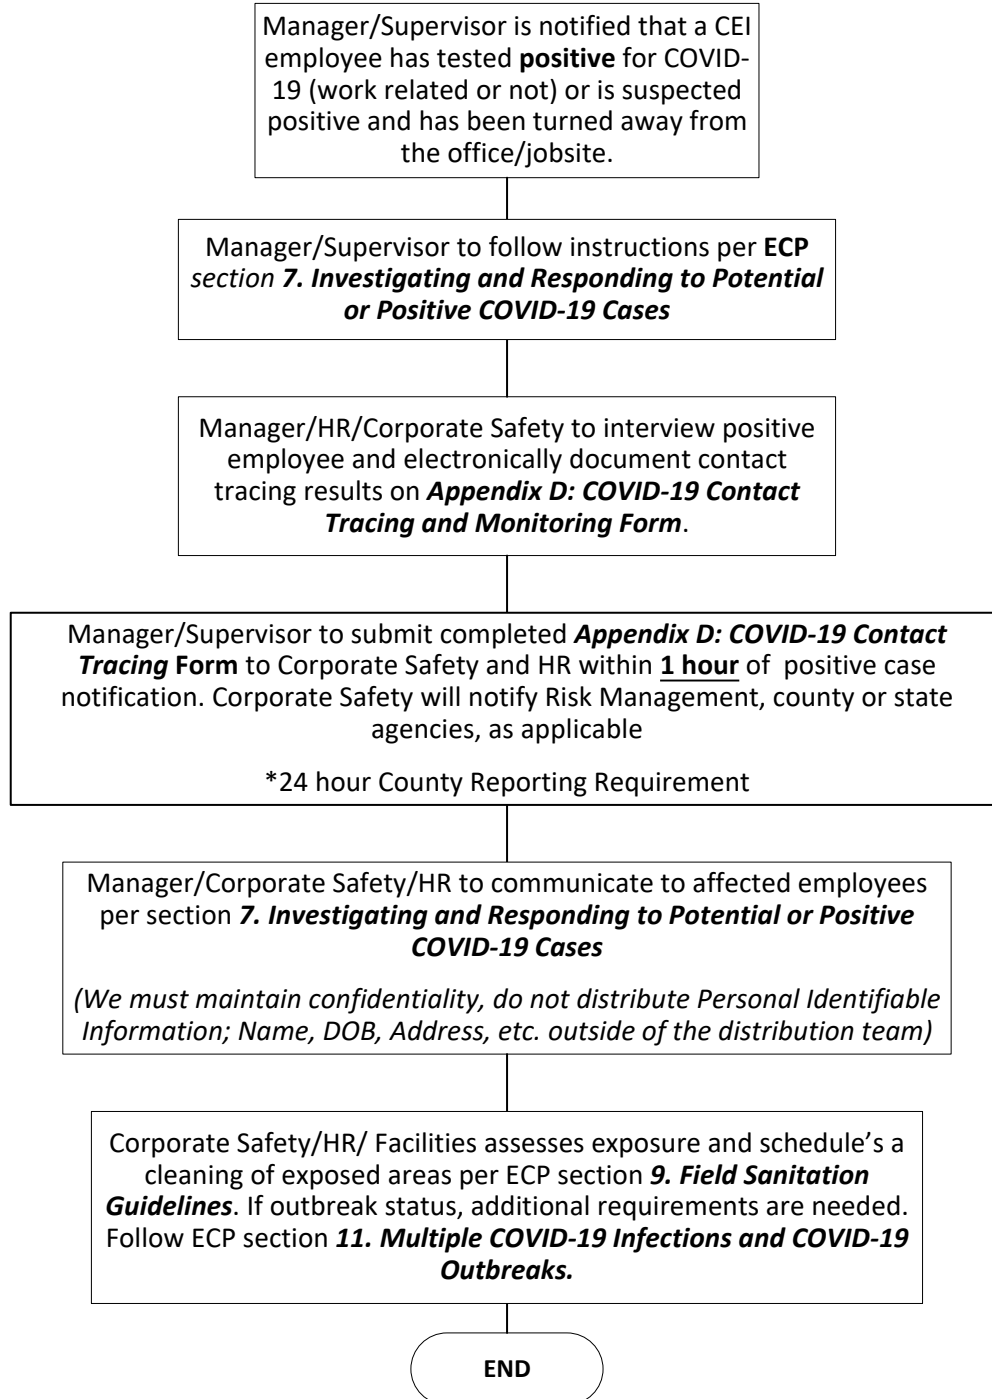 Manager/Supervisor is notified that a CEI
employee has tested positive for COVID-
19 (work related or not) or is suspected
positive and has been turned away from
the office/jobsite.
Manager/Supervisor to follow instructions per ECP
section 7. Investigating and Responding to Potential
or Positive COVID-19 Cases
Manager/HR/Corporate Safety to interview positive
employee and electronically document contact
tracing results on Appendix D: COVID-19 Contact
Tracing and Monitoring Form.
Manager/Supervisor to submit completed Appendix D: COVID-19 Contact
Tracing Form to Corporate Safety and HR within 1 hour of  positive case
notification. Corporate Safety will notify Risk Management, county or state
agencies, as applicable
*24 hour County Reporting Requirement
Manager/Corporate Safety/HR to communicate to affected employees
per section 7. Investigating and Responding to Potential or Positive
COVID-19 Cases
(We must maintain confidentiality, do not distribute Personal Identifiable
Information; Name, DOB, Address, etc. outside of the distribution team)
Corporate Safety/HR/ Facilities assesses exposure and schedule’s a
cleaning of exposed areas per ECP section 9. Field Sanitation
Guidelines. If outbreak status, additional requirements are needed.
Follow ECP section 11. Multiple COVID-19 Infections and COVID-19
Outbreaks.
END